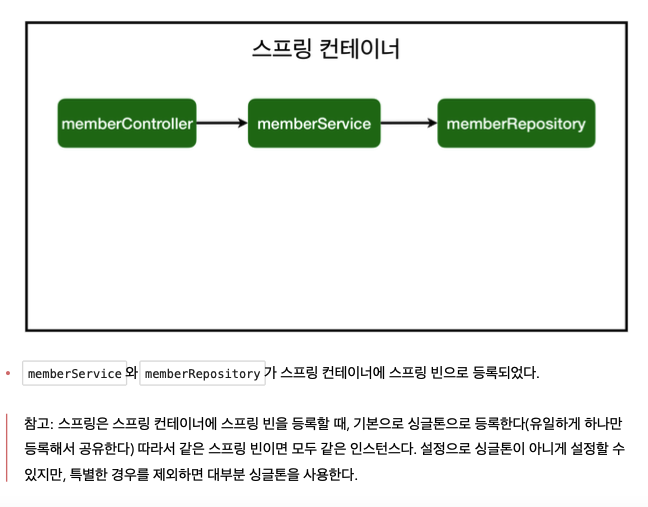 스프링 컨테이너
memberController
memberService
memberRepository
memberService와 memberRepository가 스프링 컨테이너에 스프링 빈으로 등록되었다.
참고: 스프링은 스프링 컨테이너에 스프링 빈을 등록할 때, 기본으로 싱글톤으로 등록한다(유일하게 하나만
등록해서 공유한다) 따라서 같은 스프링 빈이면 모두 같은 인스턴스다. 설정으로 싱글톤이 아니게 설정할 수
있지만, 특별한 경우를 제외하면 대부분 싱글톤을 사용한다.